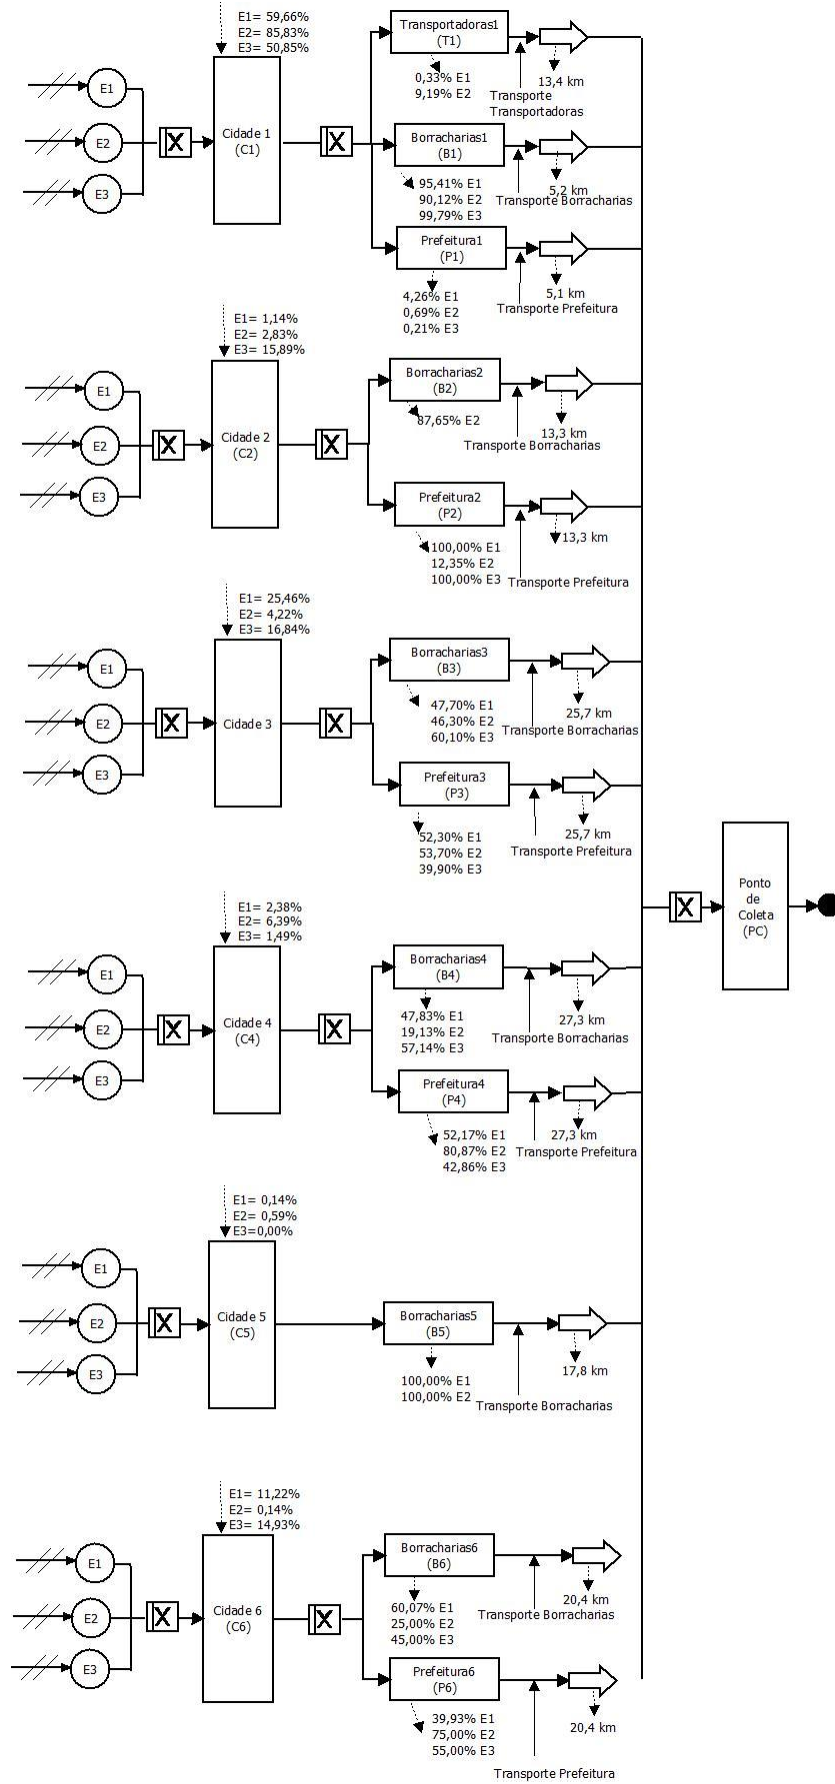 E1= 59,66%
E2= 85,83%
E3= 50,85%
E1
E2
E3
X
Cidade 1
(C1)
X
Transportadoras1
(T1)
0,33% E1
9,19% E2
Transporte
Transportadoras
13,4 km
Borracharias1
(B1)
95,41% E1
90,12% E2
99,79% E3
5,2 km
Transporte Borracharias
Prefeitura1
(P1)
4,26% E1
0,69% E2
0,21% E3
5,1 km
Transporte Prefeitura
E1= 1,14%
E2= 2,83%
E3= 15,89%
E1
E2
E3
X
Cidade 2
(C2)
X
Borracharias2
(B2)
87,65% E2
13,3 km
Transporte Borracharias
Prefeitura2
(P2)
100,00% E1
12,35% E2
100,00% E3
13,3 km
Transporte Prefeitura
E1= 25,46%
E2= 4,22%
E3= 16,84%
E1
E2
E3
X
Cidade 3
X
Borracharias3
(B3)
47,70% E1
46,30% E2
60,10% E3
25,7 km
Transporte Borracharias
Prefeitura3
(P3)
52,30% E1
53,70% E2
39,90% E3
25,7 km
Transporte Prefeitura
X
Ponto
de
Coleta
(PC)
E1= 2,38%
E2= 6,39%
E3= 1,49%
E1
E2
E3
X
Cidade 4
(C4)
X
Borracharias4
(B4)
47,83% E1
19,13% E2
57,14% E3
27,3 km
Transporte Borracharias
Prefeitura4
(P4)
52,17% E1
80,87% E2
42,86% E3
27,3 km
Transporte Prefeitura
E1= 0,14%
E2= 0,59%
E3=0,00%
E1
E2
E3
X
Cidade 5
(C5)
Borracharias5
(B5)
100,00% E1
100,00% E2
17,8 km
Transporte Borracharias
E1= 11,22%
E2= 0,14%
E3= 14,93%
E1
E2
E3
X
Cidade 6
(C6)
X
Borracharias6
(B6)
60,07% E1
25,00% E2
45,00% E3
20,4 km
Transporte Borracharias
Prefeitura6
(P6)
39,93% E1
75,00% E2
55,00% E3
20,4 km
Transporte Prefeitura